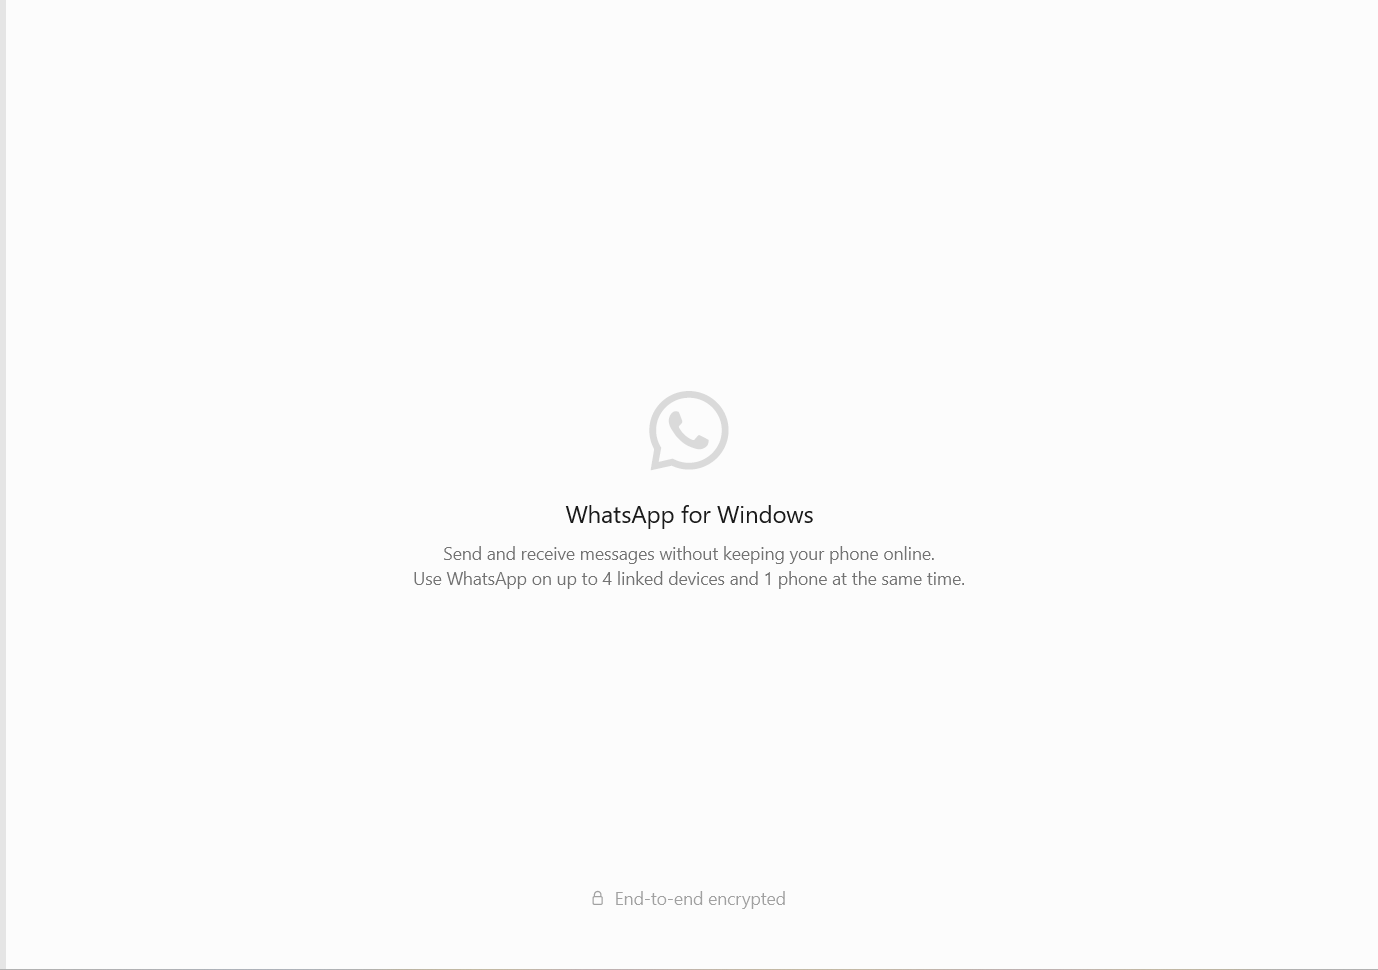 WhatsApp for Windows
Send and receive messages without keeping your phone online.
Use WhatsApp on up to 4 linked devices and 1 phone at the same time.
End-to-end encrypted